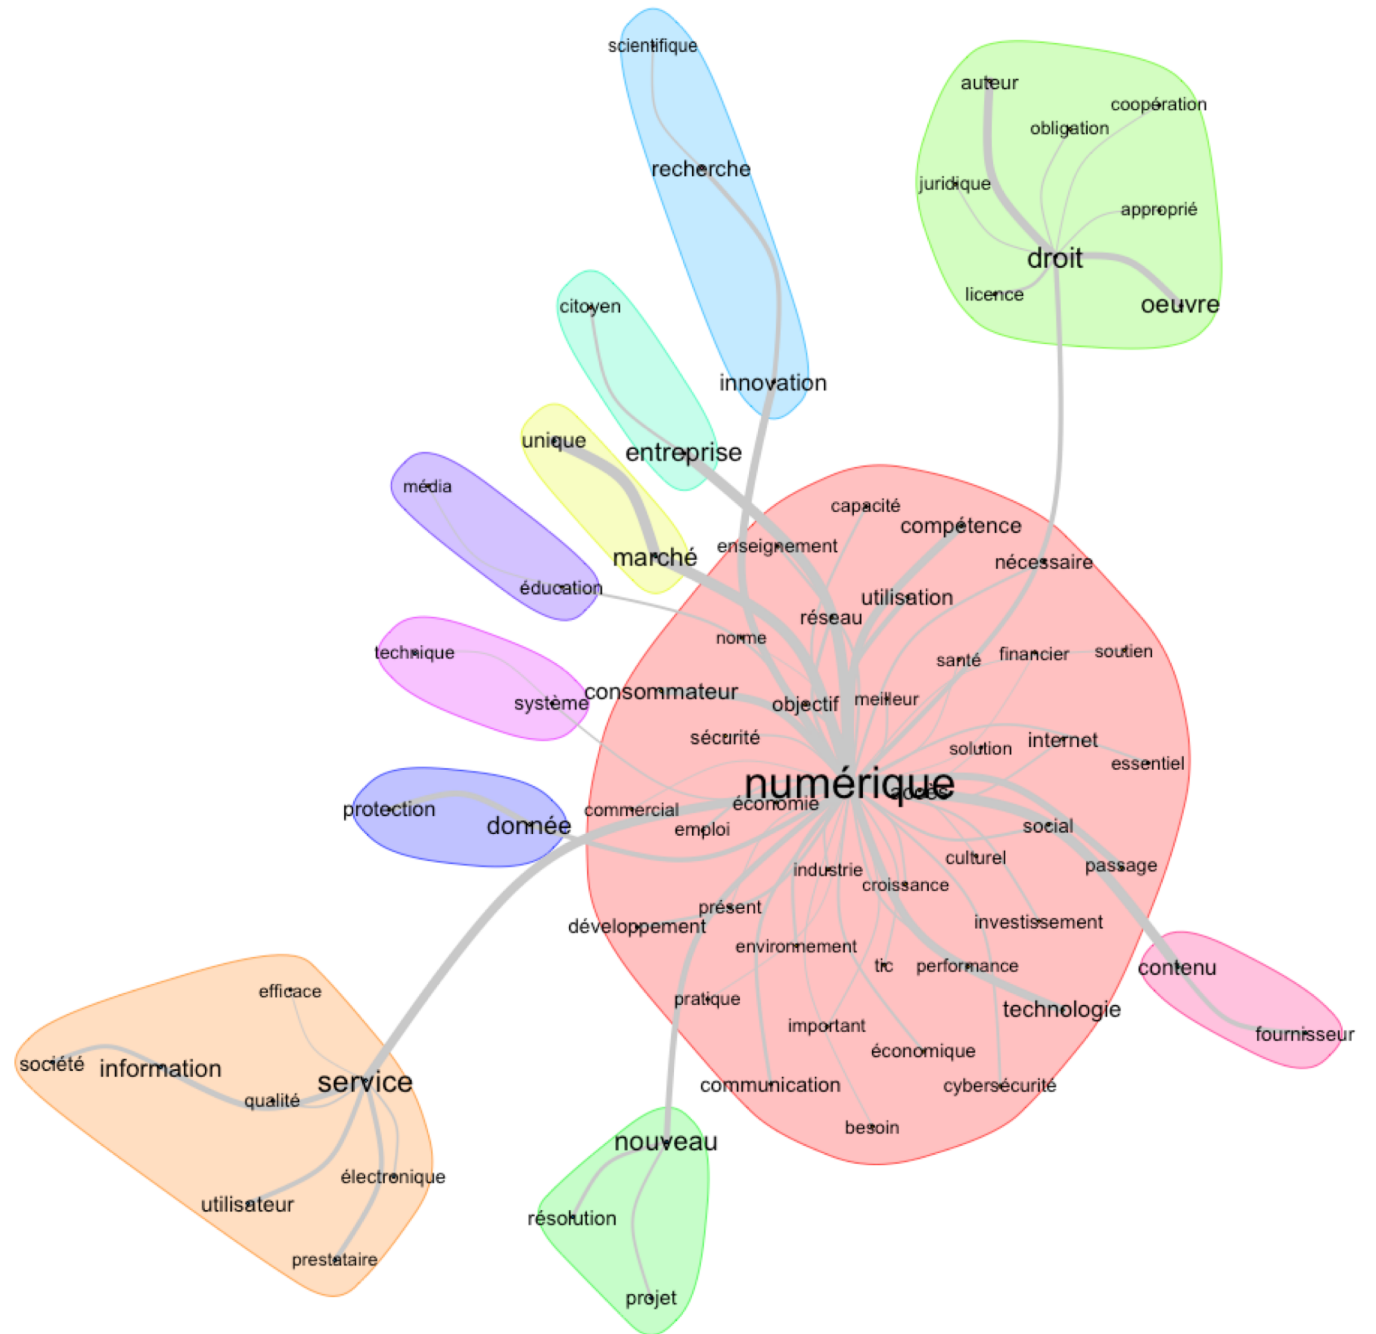 scientifique
auteur
coopération
obligation
recherche
juridique
approprié
droit
licence
oeuvre
citoyen
innovation
unique
entreprise
média
marché
éducation
capacité
compétence
enseignement
nécessaire
utilisation
réseau
norme
technique
santé
financier
soutien
système
consommateur
objectif
meilleur
sécurité
solution
internet
essentiel
numérique
accès
économie
protection
donnée
commercial
emploi
social
culturel
passage
industrie
croissance
présent
développement
investissement
environnement
tic
performance
contenu
pratique
technologie
important
fournisseur
économique
communication
cybersécurité
besoin
efficace
société
information
service
qualité
électronique
utilisateur
prestataire
nouveau
résolution
projet